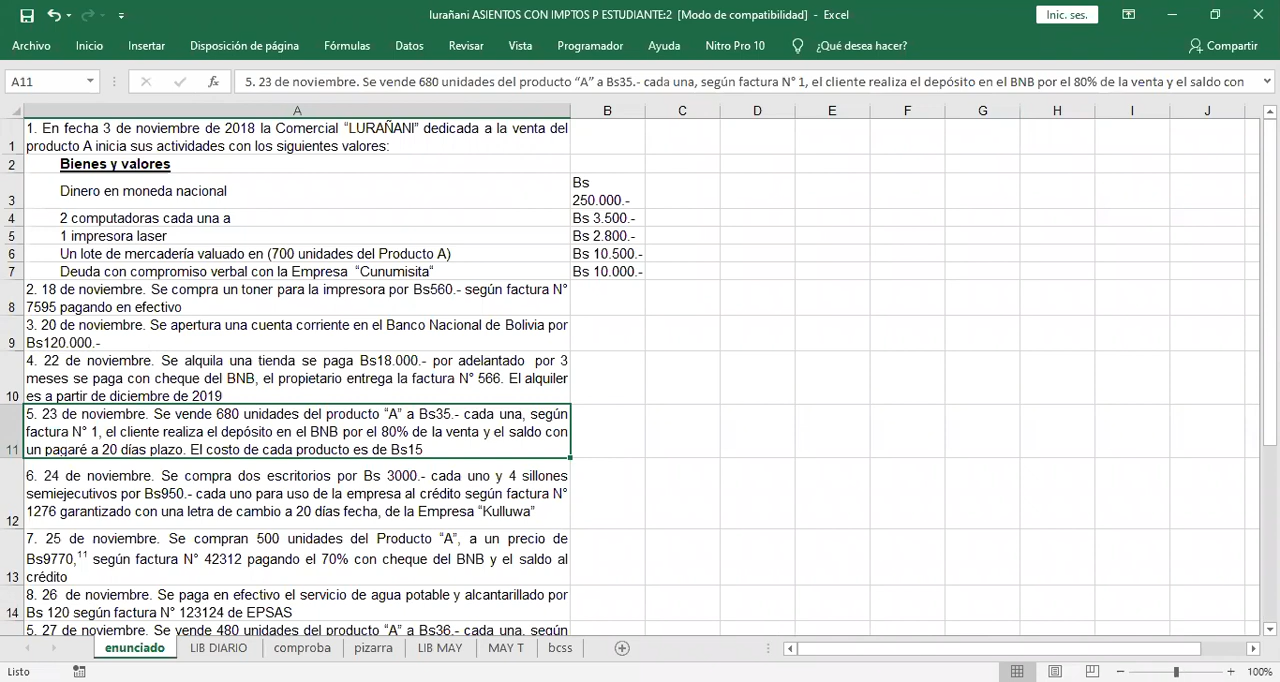 lurañani ASIENTOS CON IMPTOS P ESTUDIANTE:2 [Modo de compatibilidad] - Excel
Inic. ses.
Archivo Inicio Insertar Disposición de página Fórmulas Datos Revisar Vista Programador Ayuda Nitro Pro 10 ¿Qué desea hacer? Compartir
A11 fx 5. 23 de noviembre. Se vende 680 unidades del producto “A” a Bs35.- cada una, según factura N° 1, el cliente realiza el depósito en el BNB por el 80% de la venta y el saldo con
A B C D E F G H I J
1. En fecha 3 de noviembre de 2018 la Comercial “LURAÑANI” dedicada a la venta del
1 producto A inicia sus actividades con los siguientes valores:
2 Bienes y valores
Bs
Dinero en moneda nacional
3 250.000.-
4 2 computadoras cada una a Bs 3.500.-
5 1 impresora laser Bs 2.800.-
6 Un lote de mercadería valuado en (700 unidades del Producto A) Bs 10.500.-
7 Deuda con compromiso verbal con la Empresa “Cunumisita“ Bs 10.000.-
2. 18 de noviembre. Se compra un toner para la impresora por Bs560.- según factura N°
8 7595 pagando en efectivo
3. 20 de noviembre. Se apertura una cuenta corriente en el Banco Nacional de Bolivia por
9 Bs120.000.-
4. 22 de noviembre. Se alquila una tienda se paga Bs18.000.- por adelantado por 3
meses se paga con cheque del BNB, el propietario entrega la factura N° 566. El alquiler
10 es a partir de diciembre de 2019
5. 23 de noviembre. Se vende 680 unidades del producto “A” a Bs35.- cada una, según
factura N° 1, el cliente realiza el depósito en el BNB por el 80% de la venta y el saldo con
11 un pagaré a 20 días plazo. El costo de cada producto es de Bs15
6. 24 de noviembre. Se compra dos escritorios por Bs 3000.- cada uno y 4 sillones
semiejecutivos por Bs950.- cada uno para uso de la empresa al crédito según factura N°
12 1276 garantizado con una letra de cambio a 20 días fecha, de la Empresa “Kulluwa”
7. 25 de noviembre. Se compran 500 unidades del Producto “A”, a un precio de
Bs9770,11 según factura N° 42312 pagando el 70% con cheque del BNB y el saldo al
13 crédito
8. 26 de noviembre. Se paga en efectivo el servicio de agua potable y alcantarillado por
14 Bs 120 según factura N° 123124 de EPSAS
5. 27 de noviembre. Se vende 480 unidades del producto “A” a Bs36.- cada una, según
enunciado LIB DIARIO comproba pizarra LIB MAY MAY T bcss
Listo 100%